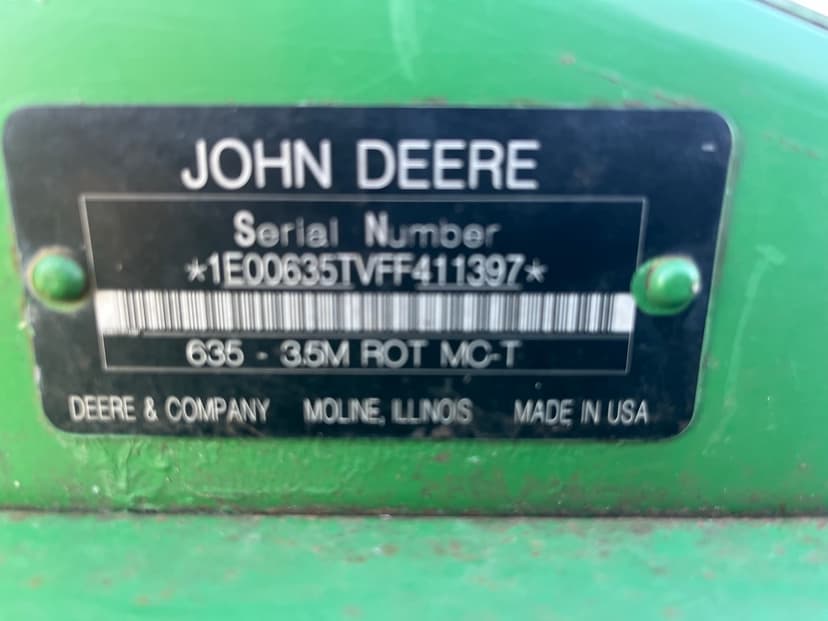 JOHN DEERE
Serial Number
*1E00635TVFF411397*
635 - 3.5M ROT MC-T
DEERE & COMPANY MOLINE, ILLINOIS MADE IN USA